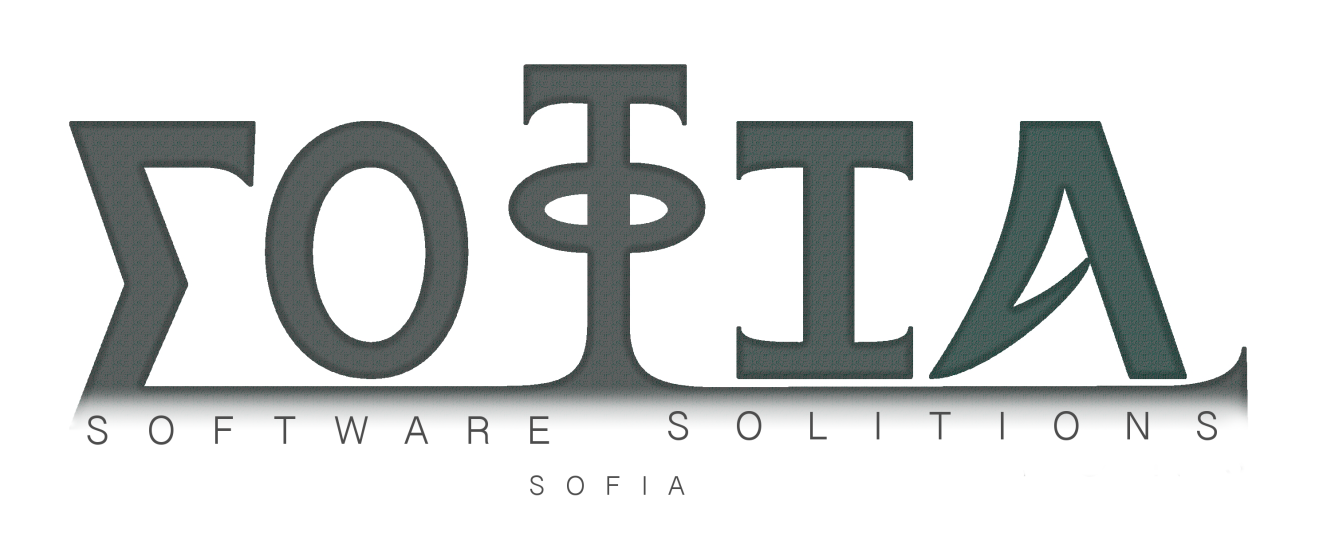 ΣΟΦΙΑ
SOFTWARE SOLITIONS
SOFIA